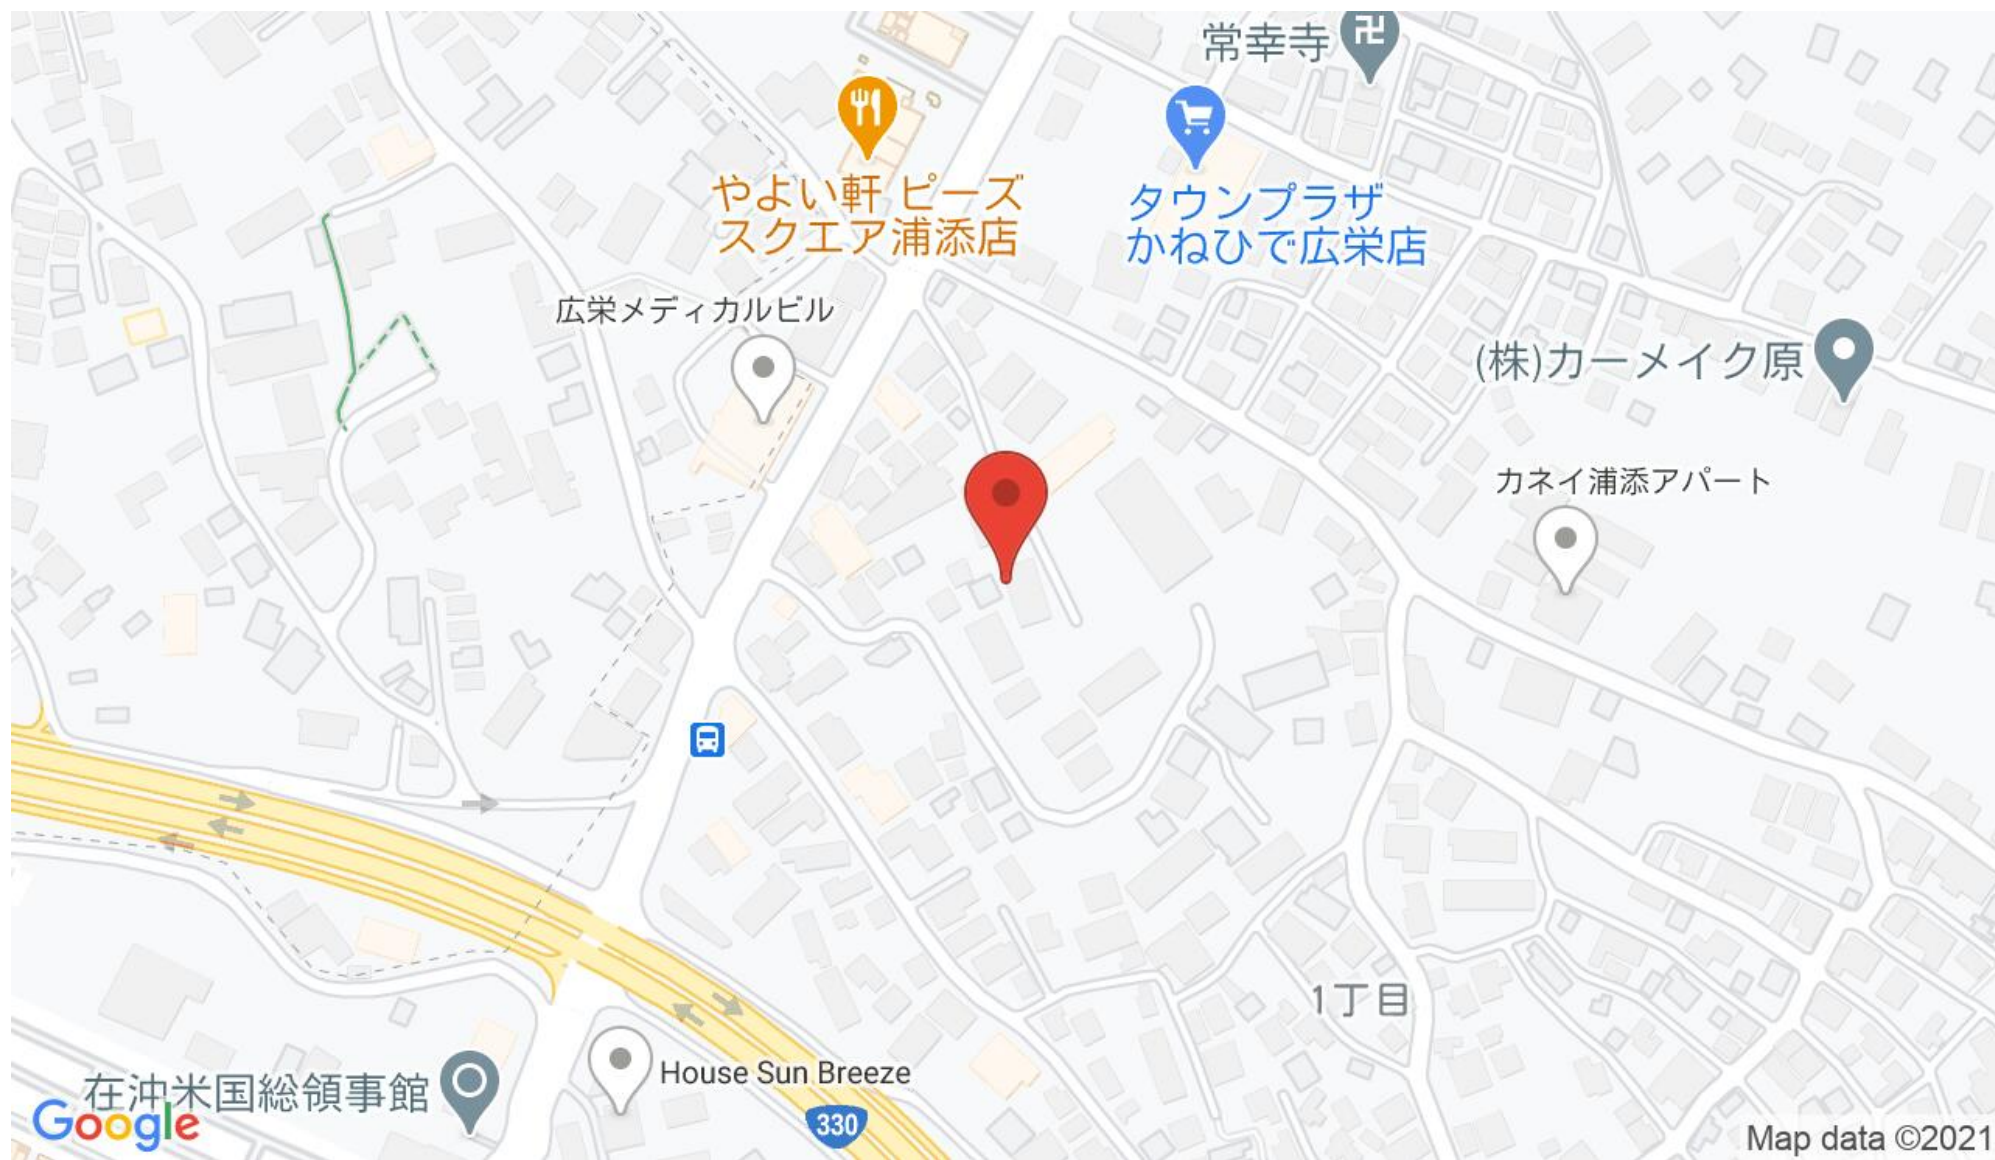 常幸寺
やよい軒 ピーズ
スクエア浦添店
タウンプラザ
かねひで広栄店
広栄メディカルビル
(株)カーメイク原
カネイ浦添アパート
1丁目
House Sun Breeze
在沖米国総領事館
Google
330
Map data ©2021